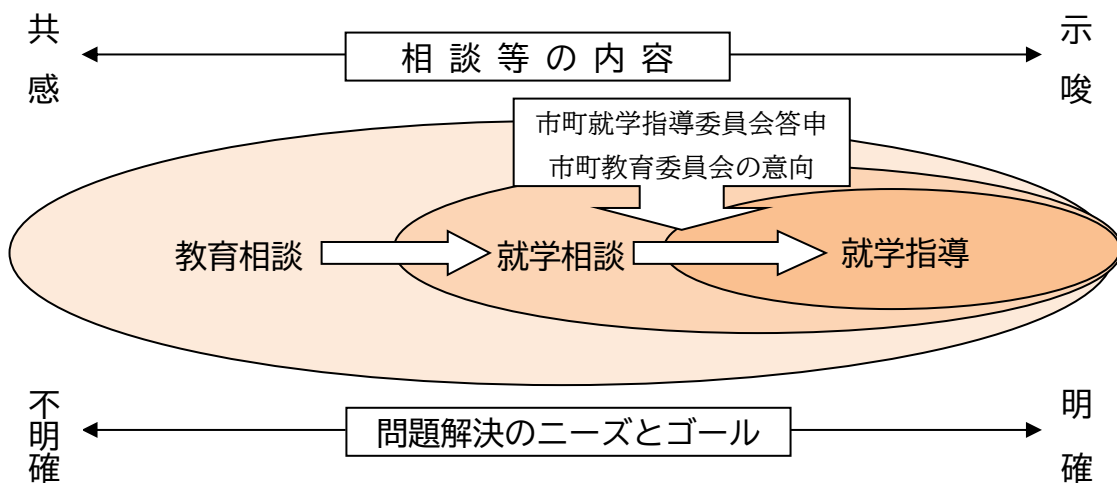 共感
相談等の内容
示唆
市町就学指導委員会答申
市町教育委員会の意向
教育相談
就学相談
就学指導
不明確
問題解決のニーズとゴール
明確